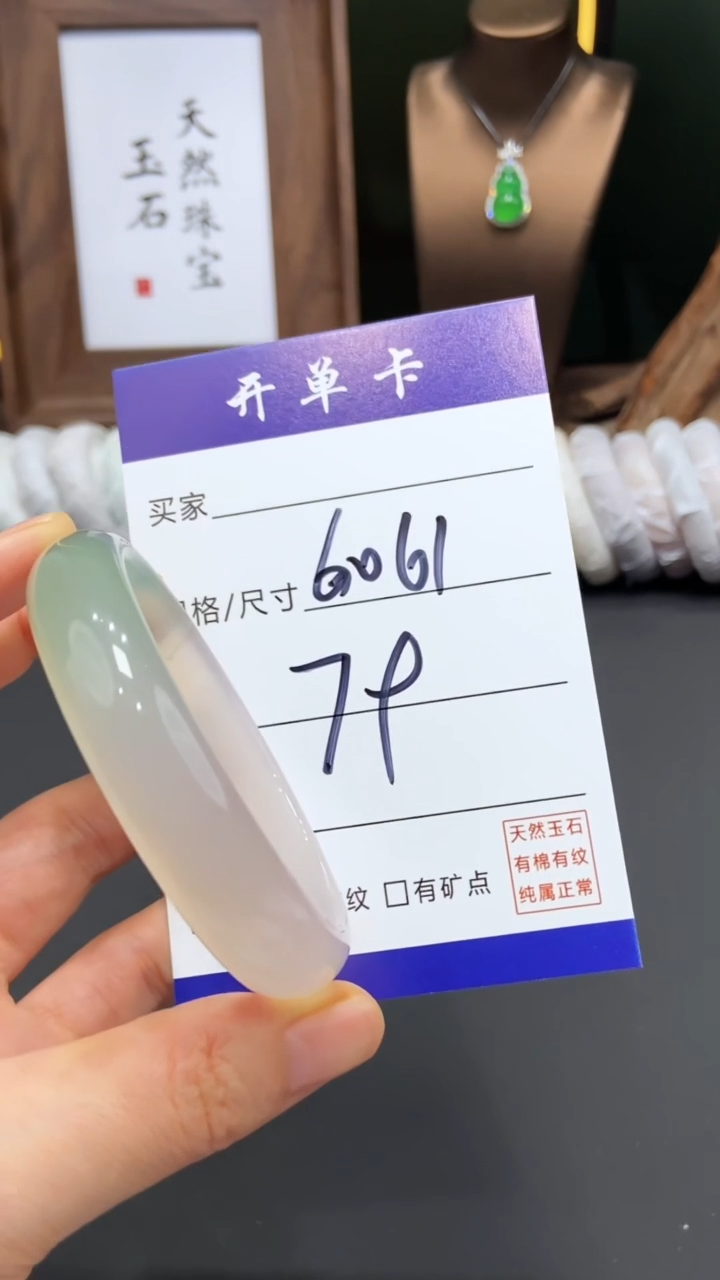 天然珠宝
玉石
开单卡
买家
格/尺寸 6061
79
纹 □有矿点
天然玉石
有棉有纹
纯属正常